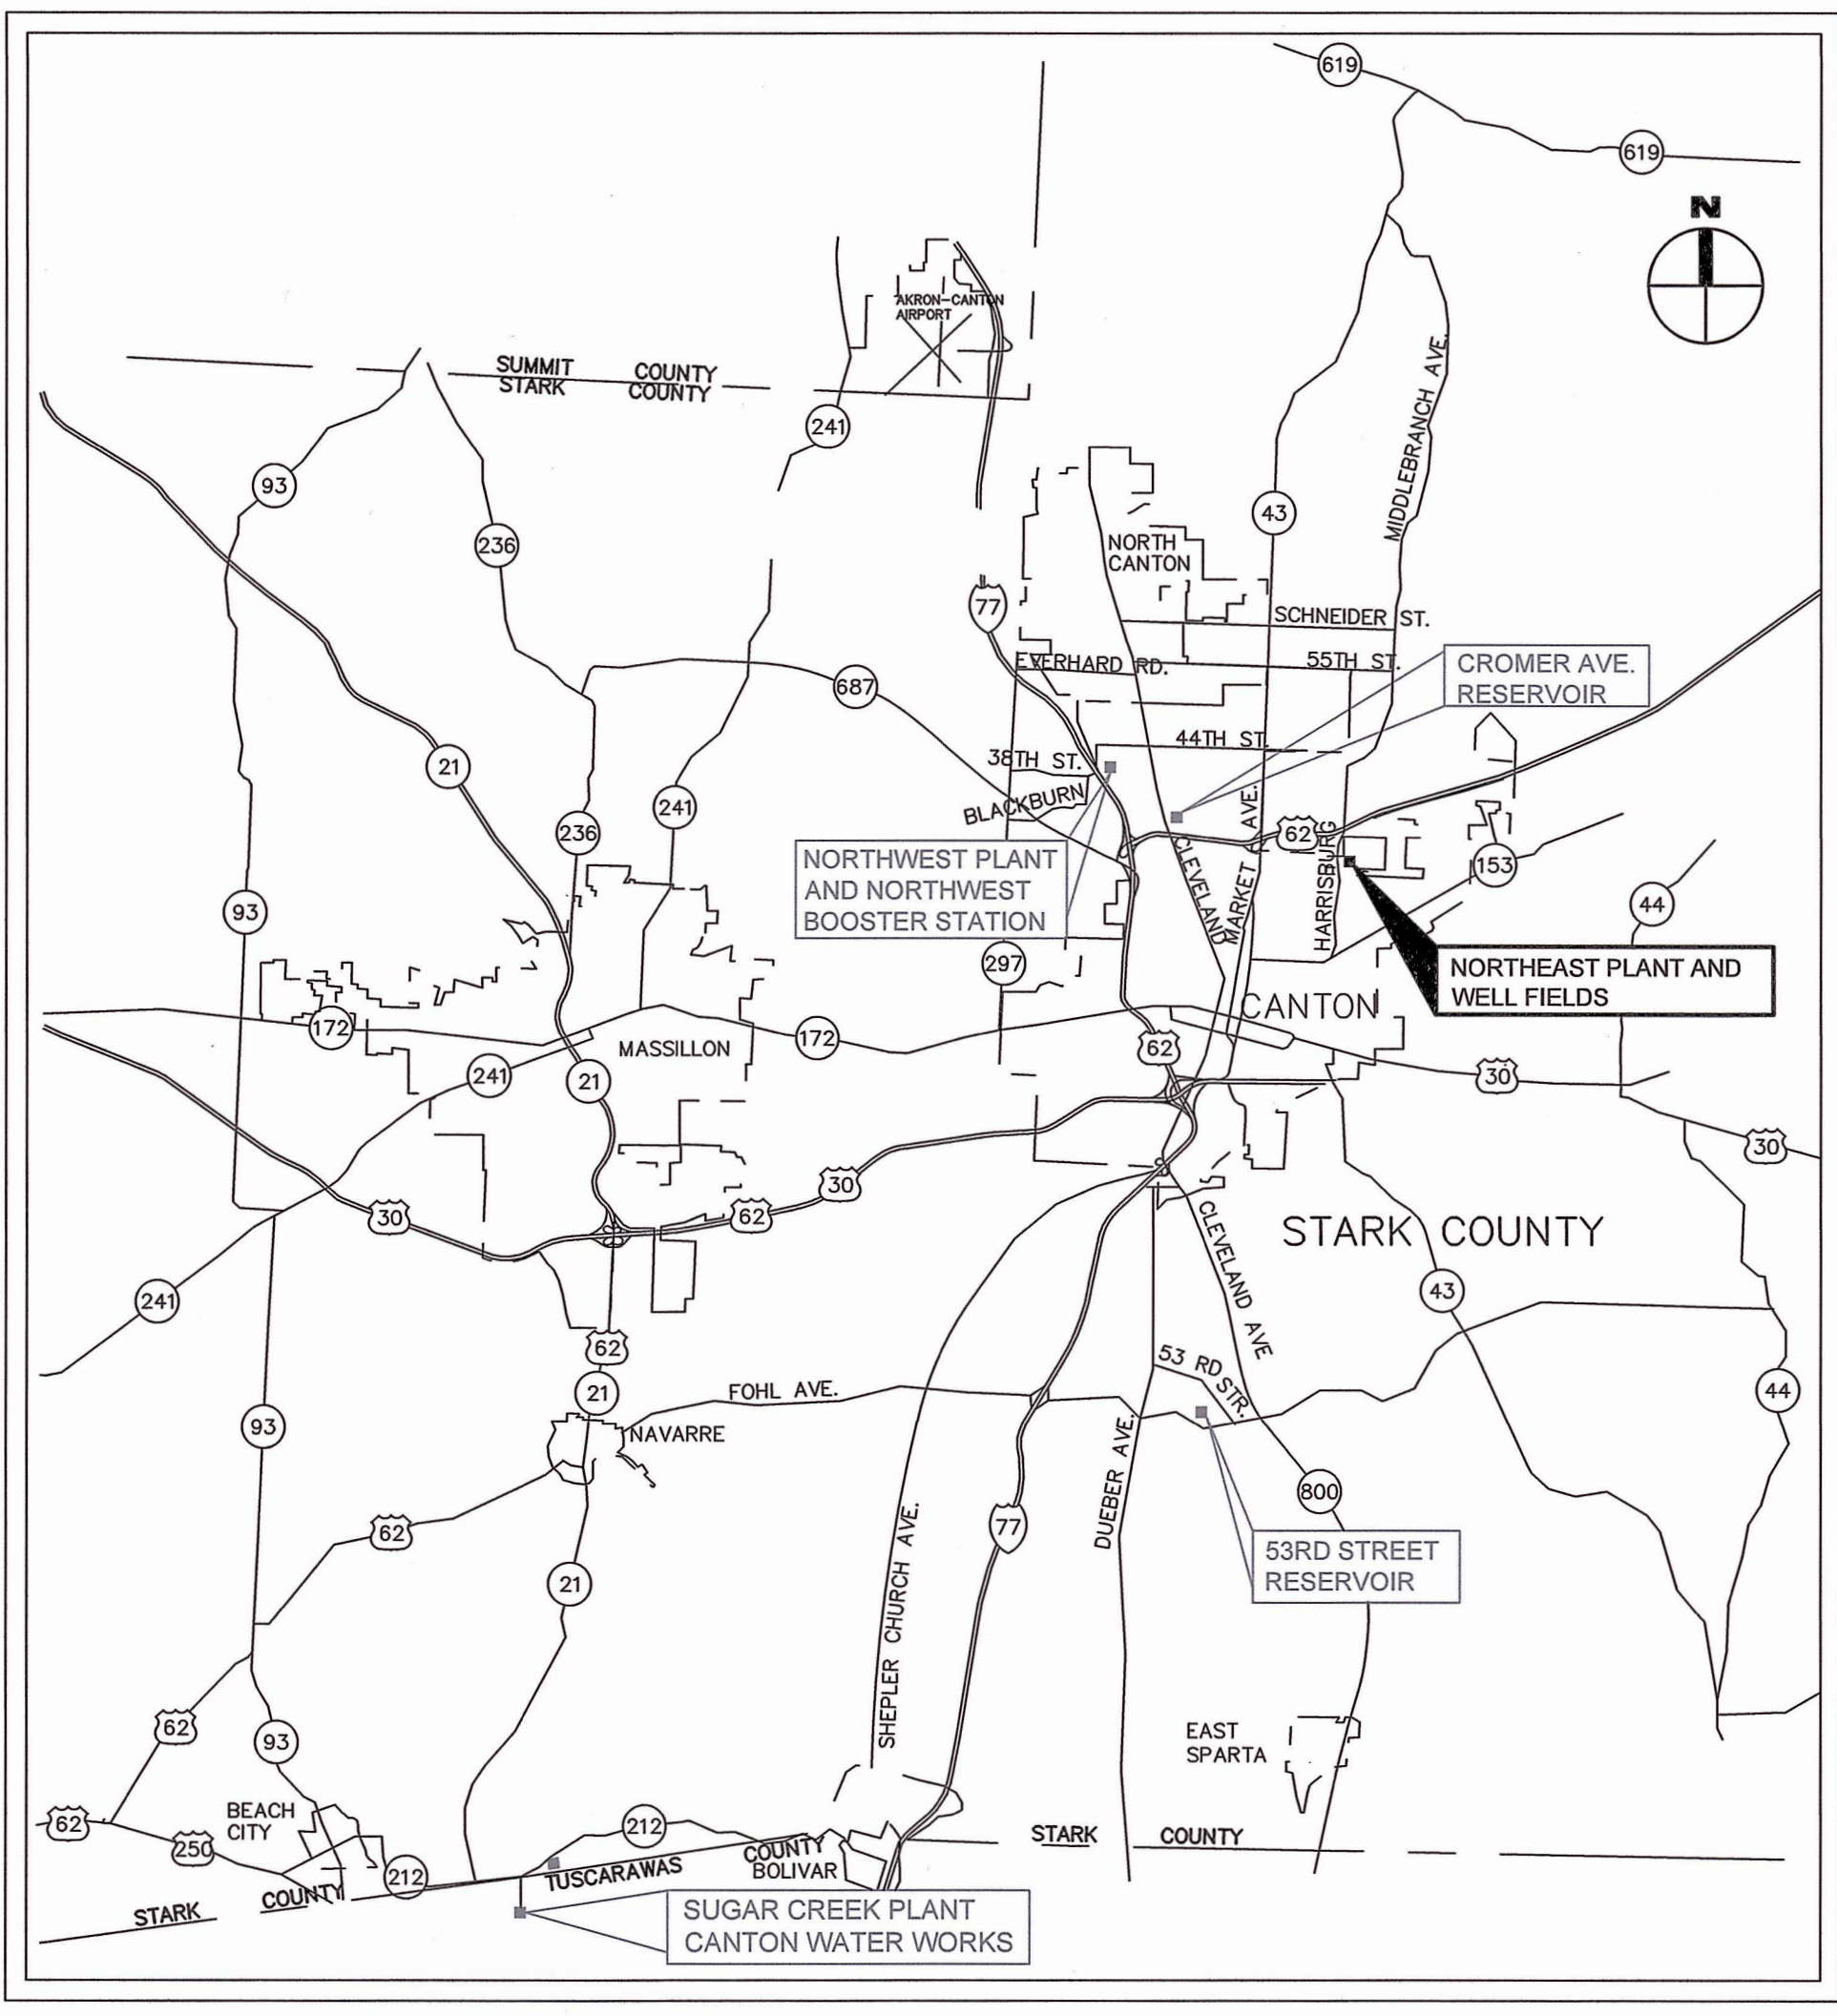 619
619
N
AKRON-CANTON
AIRPORT
SUMMIT COUNTY
STARK COUNTY
241
93
236
43
MIDDLEBRANCH AVE.
NORTH
CANTON
77
SCHNEIDER ST.
EVERHARD RD.
55TH ST.
CROMER AVE.
RESERVOIR
687
44TH ST.
38TH ST.
21
241
BLACKBURN
236
62
NORTHWEST PLANT
AND NORTHWEST
BOOSTER STATION
CLEVELAND
MARKET AVE.
HARRISBURG
153
93
44
297
NORTHEAST PLANT AND
WELL FIELDS
CANTON
172
MASSILLON
172
62
241
21
30
30
30
30
62
STARK COUNTY
CLEVELAND AVE
241
43
62
53 RD STR.
21
FOHL AVE.
44
93
NAVARRE
DUEBER AVE.
800
62
77
53RD STREET
RESERVOIR
21
SHEPLER CHURCH AVE.
62
93
EAST
SPARTA
BEACH
CITY
62
250
212
STARK COUNTY
COUNTY
BOLIVAR
TUSCARAWAS
212
STARK COUNTY
SUGAR CREEK PLANT
CANTON WATER WORKS